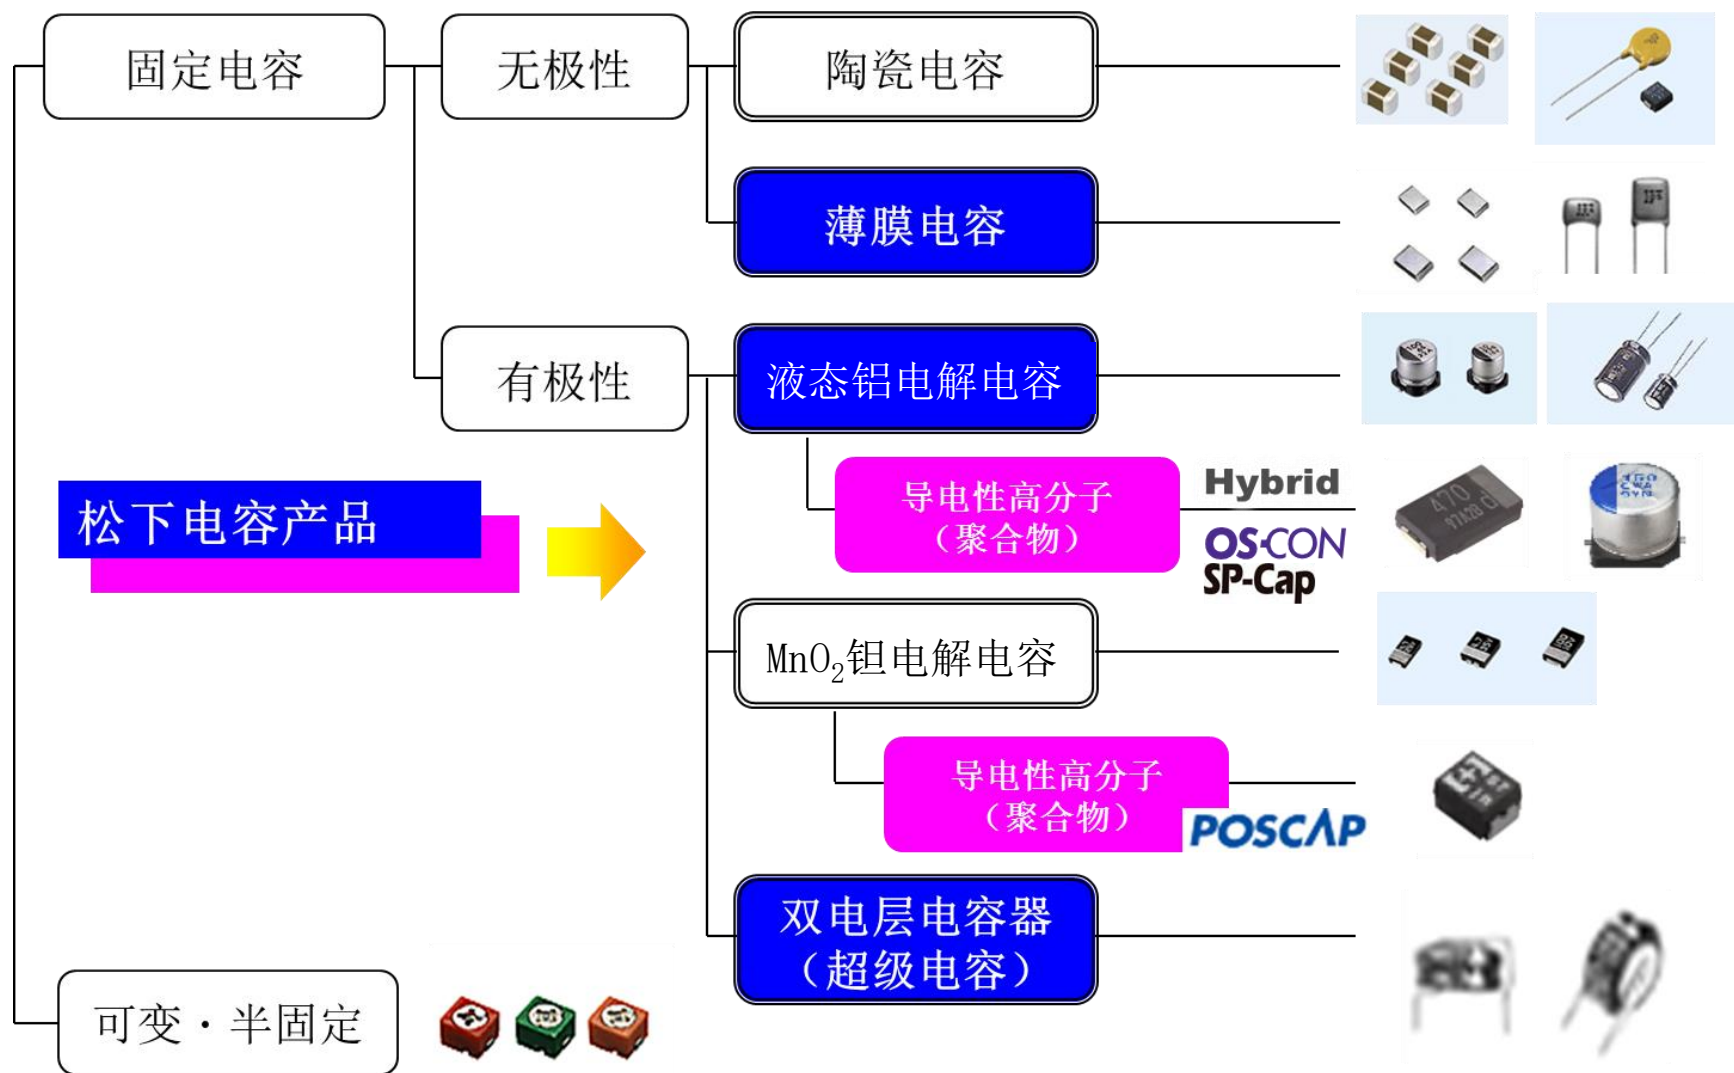 固定电容
无极性
陶瓷电容
薄膜电容
有极性
液态铝电解电容
导电性高分子
（聚合物）
Hybrid
OS-CON
SP-Cap
470
松下电容产品
MnO₂钽电解电容
导电性高分子
（聚合物）
POSCAP
双电层电容器
（超级电容）
可变·半固定